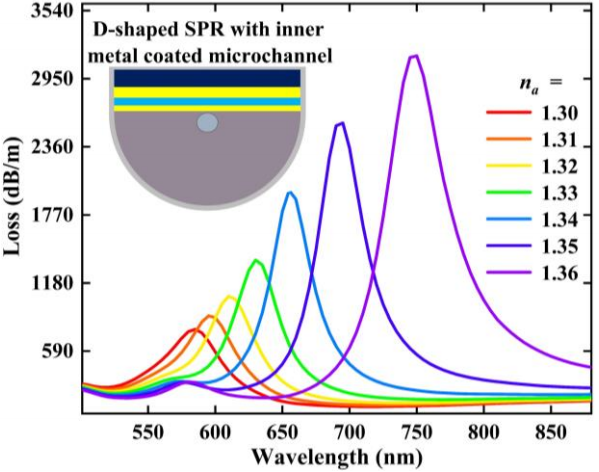 D-shaped SPR with inner
metal coated microchannel
n_a =
1.30
1.31
1.32
1.33
1.34
1.35
1.36
3540
2950
2360
1770
1180
590
Loss (dB/m)
550 600 650 700 750 800 850
Wavelength (nm)